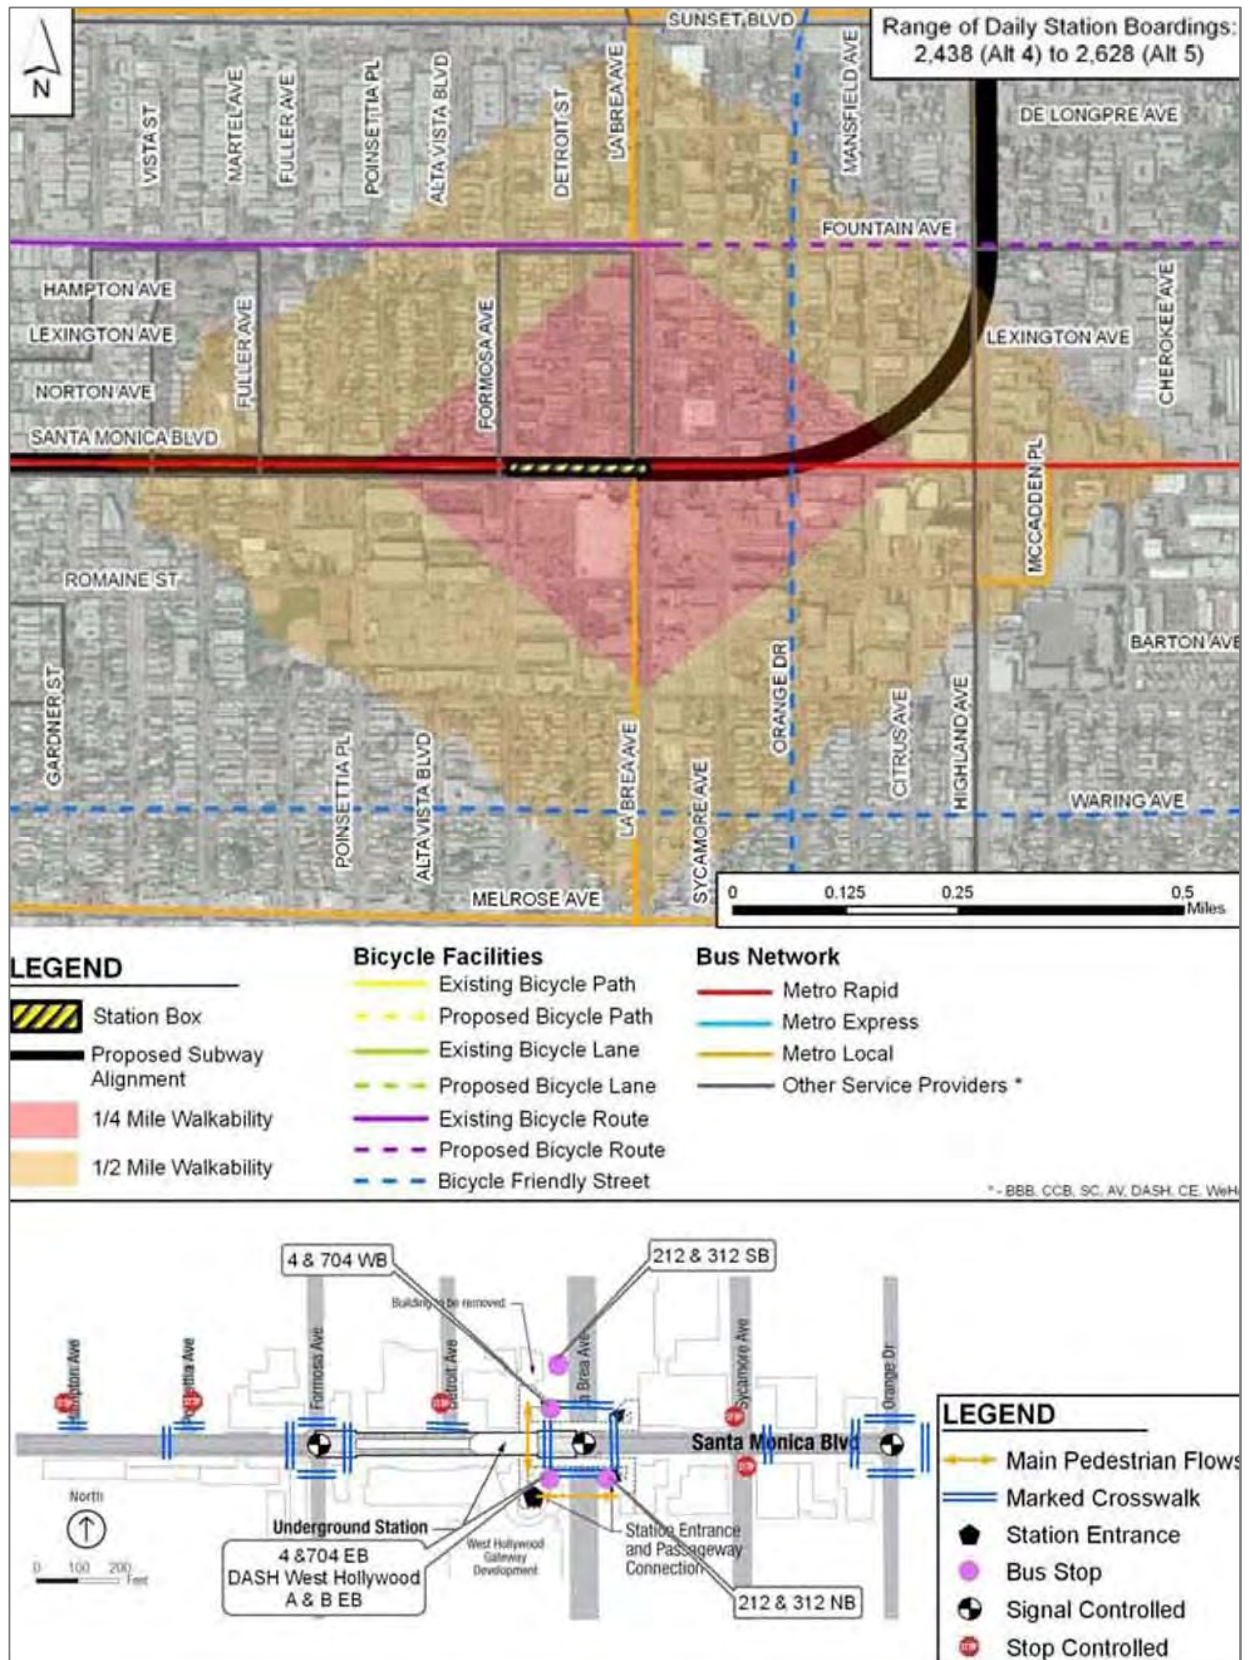 SUNSET BLVD
Range of Daily Station Boardings:
2,438 (Alt 4) to 2,628 (Alt 5)
N
VISTA ST
MARTEL AVE
FULLER AVE
POINSETTIA PL
ALTA VISTA BLVD
DETROIT ST
LA BREA AVE
MANSFIELD AVE
DE LONGPRE AVE
FOUNTAIN AVE
HAMPTON AVE
LEXINGTON AVE
FULLER AVE
FORMOSA AVE
LEXINGTON AVE
CHEROKEE AVE
NORTON AVE
SANTA MONICA BLVD
MCCADDEN PL
ROMAINE ST
BARTON AVE
GARDNER ST
POINSETTIA PL
ALTA VISTA BLVD
LA BREA AVE
SYCAMORE AVE
ORANGE DR
CITRUS AVE
HIGHLAND AVE
WARING AVE
MELROSE AVE
0 0.125 0.25 0.5
Miles
LEGEND
Station Box
Proposed Subway
Alignment
1/4 Mile Walkability
1/2 Mile Walkability
Bicycle Facilities
Existing Bicycle Path
Proposed Bicycle Path
Existing Bicycle Lane
Proposed Bicycle Lane
Existing Bicycle Route
Proposed Bicycle Route
Bicycle Friendly Street
Bus Network
Metro Rapid
Metro Express
Metro Local
Other Service Providers *
* - BBB, CCB, SC, AV, DASH, CE, WeH
4 & 704 WB
212 & 312 SB
Building to be removed
Formosa Ave
Brea Ave
Sycamore Ave
Orange Dr
STOP
STOP
STOP
STOP
STOP
Santa Monica Blvd
North
0 100 200
Feet
Underground Station
West Hollywood
Gateway
Development
Station Entrance
and Passageway
Connection
4 &704 EB
DASH West Hollywood
A & B EB
212 & 312 NB
LEGEND
Main Pedestrian Flows
Marked Crosswalk
Station Entrance
Bus Stop
Signal Controlled
STOP
Stop Controlled